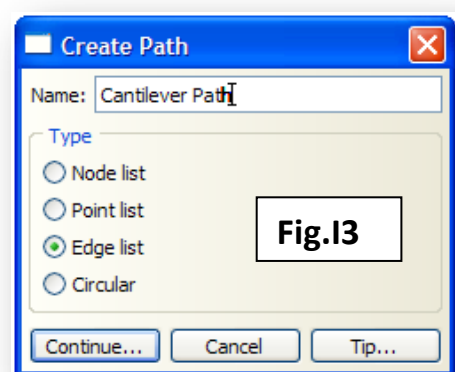 Create Path
Name: Cantilever Path
Type
Node list
Point list
Edge list
Fig.I3
Circular
Continue... Cancel Tip...